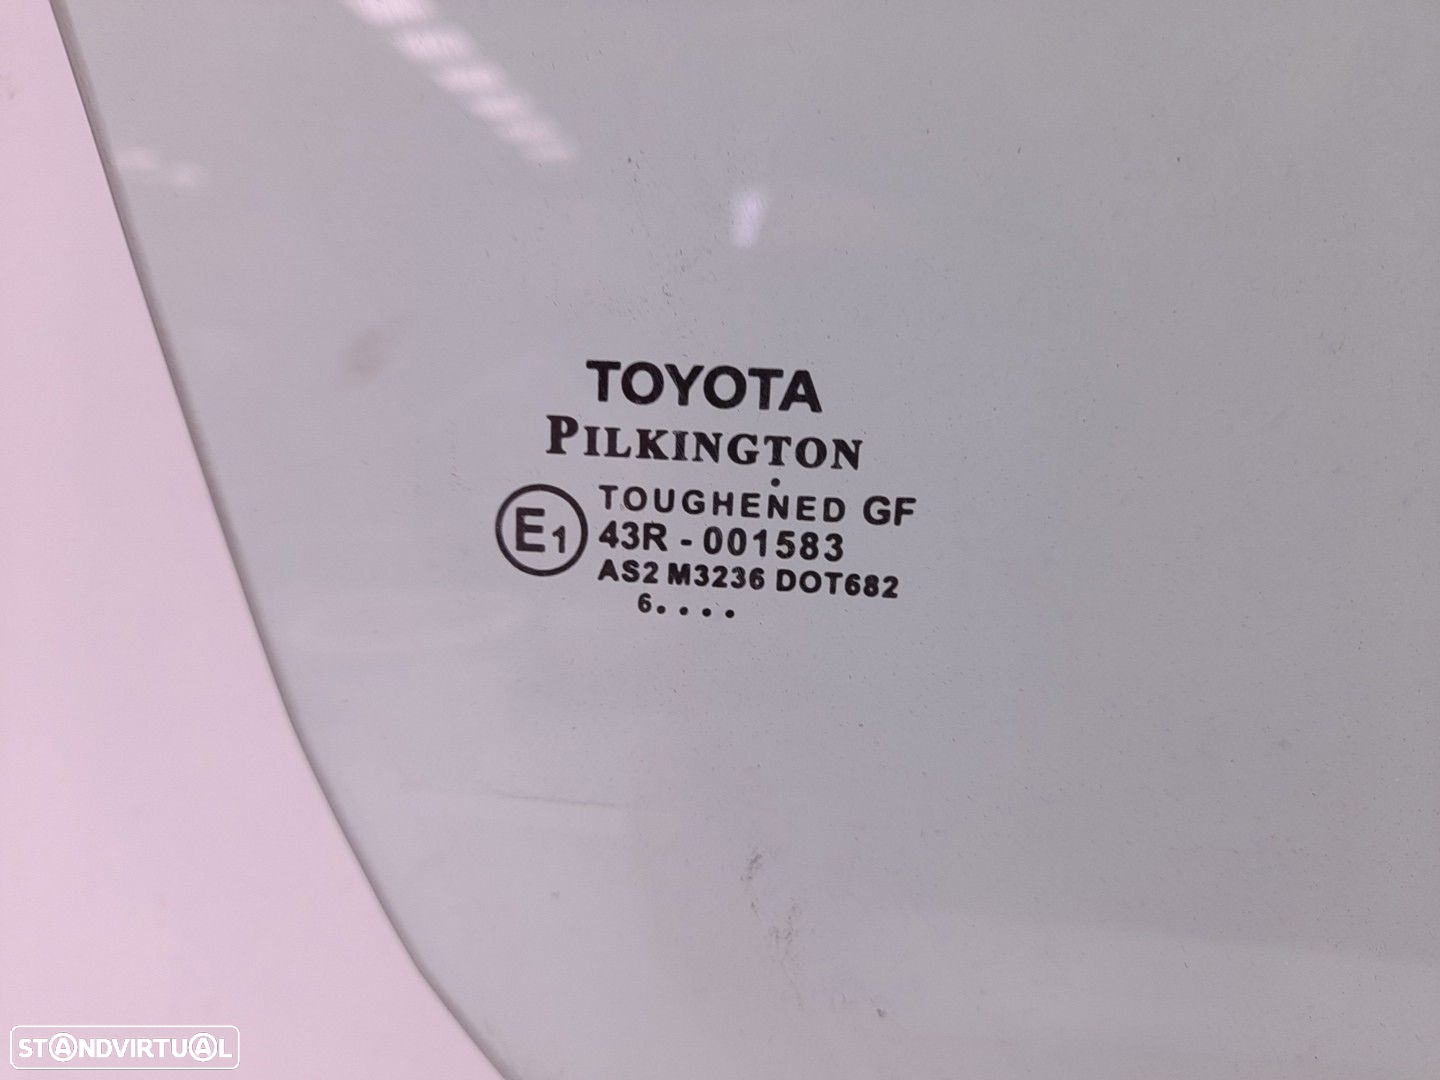 TOYOTA
PILKINGTON
.
TOUGHENED GF
E1 43R - 001583
AS2 M3236 DOT682
6....
STANDVIRTUAL